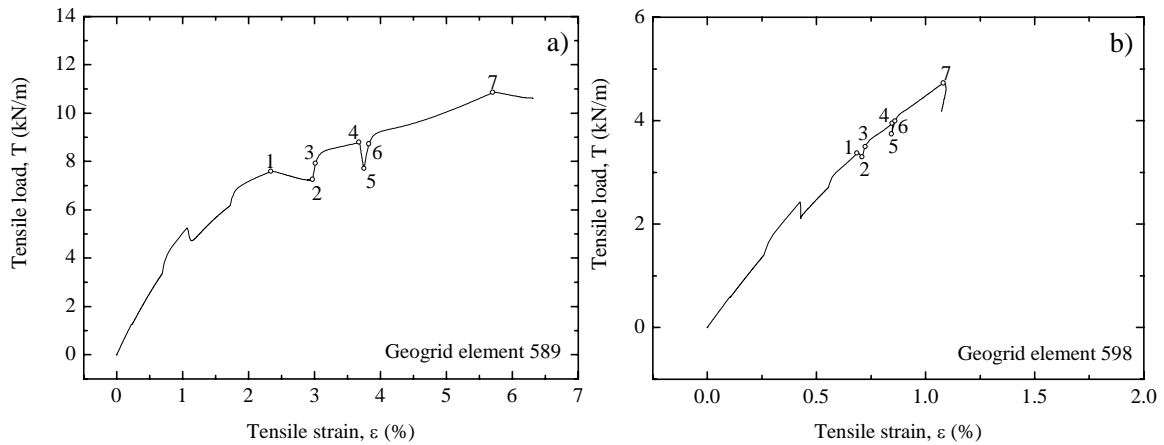 a)
Tensile load, T (kN/m)
14
12
10
8
6
4
2
0
1
2
3
4
5
6
7
Geogrid element 589
0 1 2 3 4 5 6 7
Tensile strain, ε (%)
b)
Tensile load, T (kN/m)
6
4
2
0
1
2
3
4
5
6
7
Geogrid element 598
0.0 0.5 1.0 1.5 2.0
Tensile strain, ε (%)